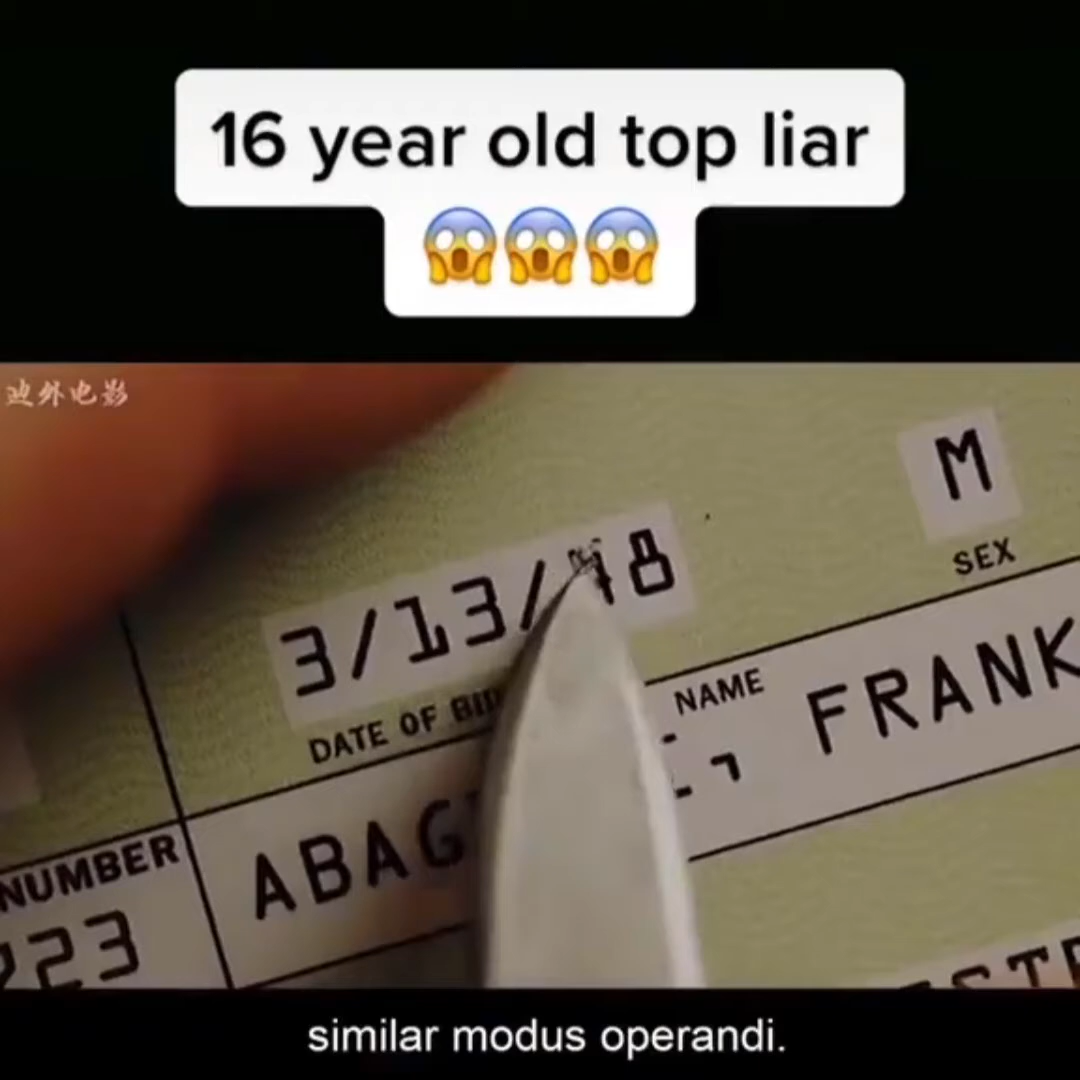 16 year old top liar
😱😱😱
迪外电影
M
SEX
3/13/48
DATE OF
NAME
FRANK
ABAG
NUMBER
223
similar modus operandi.